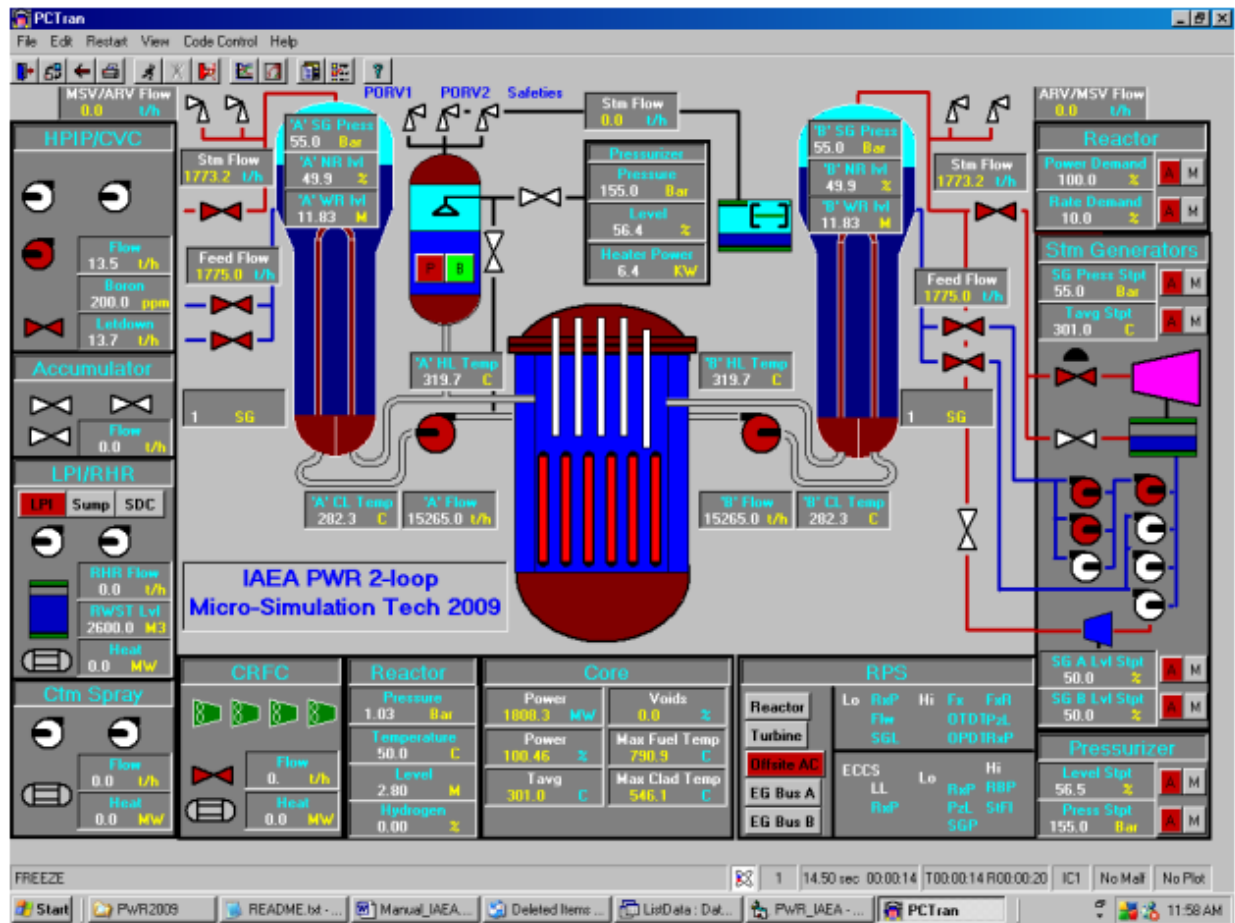 PCTran
File Edit Restart View Code Control Help
MSV/ARV Flow
0.0 t/h
PORV1 PORV2 Safeties
Stm Flow
0.0 t/h
ARV/MSV Flow
0.0 t/h
HPIP/CVC
Flow
13.5 t/h
Boron
200.0 ppm
Letdown
13.7 t/h
Accumulator
Flow
0.0 t/h
LPI/RHR
LPI Sump SDC
RHR Flow
0.0 t/h
RWST Lvl
2600.0 M3
Heat
0.0 MW
Ctm Spray
Flow
0.0 t/h
Heat
0.0 MW
Stm Flow
1773.2 t/h
Feed Flow
1775.0 t/h
1 SG
'A' SG Press
55.0 Bar
'A' NR lvl
49.9 %
'A' WR lvl
11.83 M
P B
Pressurizer
Pressure
155.0 Bar
Level
56.4 %
Heater Power
6.4 KW
'B' SG Press
55.0 Bar
'B' NR lvl
49.9 %
'B' WR lvl
11.83 M
Stm Flow
1773.2 t/h
Feed Flow
1775.0 t/h
1 SG
'A' HL Temp
319.7 C
'B' HL Temp
319.7 C
'A' CL Temp
282.3 C
'A' Flow
15265.0 t/h
'B' Flow
15265.0 t/h
'B' CL Temp
282.3 C
IAEA PWR 2-loop
Micro-Simulation Tech 2009
Reactor
Power Demand
100.0 % A M
Rate Demand
10.0 % A M
Stm Generators
SG Press Stpt
55.0 Bar A M
Tavg Stpt
301.0 C A M
SG A Lvl Stpt
50.0 % A M
SG B Lvl Stpt
50.0 % A M
Pressurizer
Level Stpt
56.5 % A M
Press Stpt
155.0 Bar A M
CRFC
Flow
0. t/h
Heat
0.0 MW
Reactor
Pressure
1.03 Bar
Temperature
50.0 C
Level
2.80 M
Hydrogen
0.00 %
Core
Power
1808.3 MW
Voids
0.0 %
Power
100.46 %
Max Fuel Temp
790.9 C
Tavg
301.0 C
Max Clad Temp
546.1 C
RPS
Reactor
Turbine
Offsite AC
EG Bus A
EG Bus B
Lo RxP Hi Fx FxR
Flw OTDTPzL
SGL OPDTRxP
ECCS Lo Hi
LL RxP RBP
RxP PzL StFl
SGP
FREEZE 1 14.50 sec 00:00:14 T00:00:14 R00:00:20 IC1 No Malf No Plot
Start PWR2009 README.txt -... Manual_IAEA... Deleted Items ... ListData : Dat... PWR_IAEA -... PCTran 11:58AM